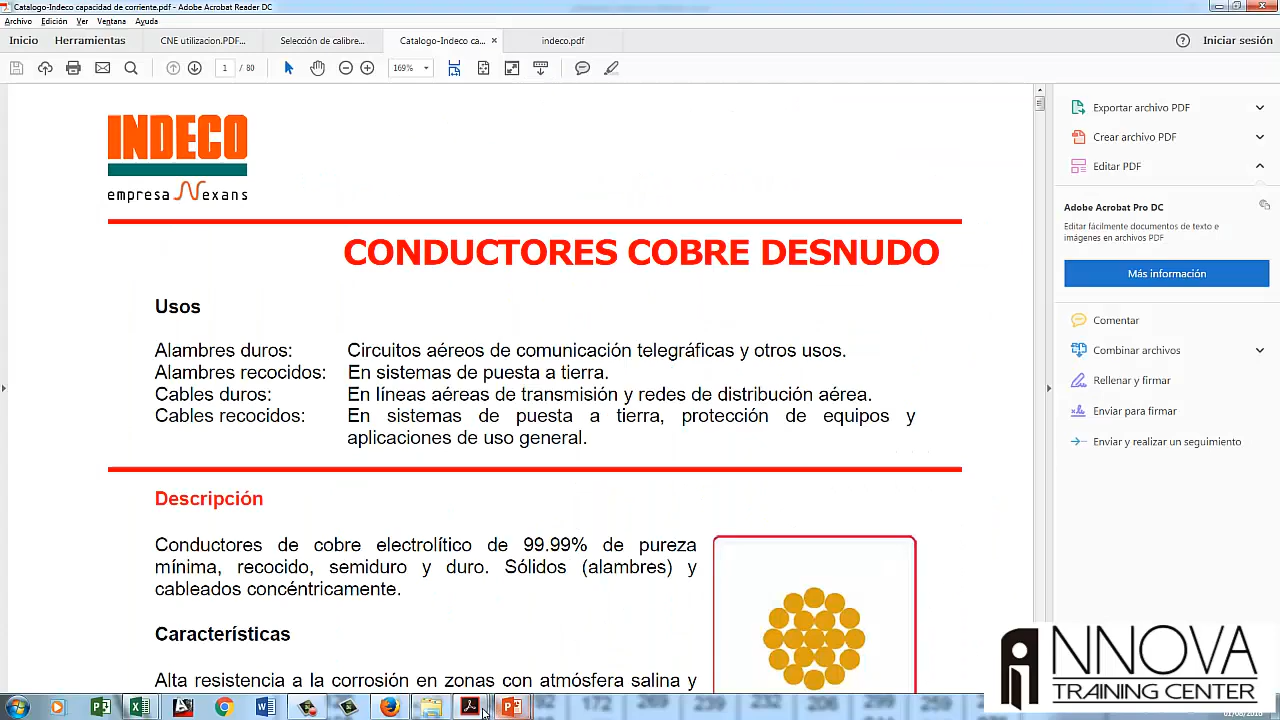 Catalogo-Indeco capacidad de corriente.pdf - Adobe Acrobat Reader DC
Archivo Edición Ver Ventana Ayuda
Inicio Herramientas CNE utilizacion.PDF... Selección de calibre... Catalogo-Indeco ca... × indeco.pdf Iniciar sesión
1 / 80 169%
INDECO
empresa Nexans
CONDUCTORES COBRE DESNUDO
Usos
Alambres duros: Circuitos aéreos de comunicación telegráficas y otros usos.
Alambres recocidos: En sistemas de puesta a tierra.
Cables duros: En líneas aéreas de transmisión y redes de distribución aérea.
Cables recocidos: En sistemas de puesta a tierra, protección de equipos y
aplicaciones de uso general.
Descripción
Conductores de cobre electrolítico de 99.99% de pureza
mínima, recocido, semiduro y duro. Sólidos (alambres) y
cableados concéntricamente.
Características
Alta resistencia a la corrosión en zonas con atmósfera salina y
Exportar archivo PDF
Crear archivo PDF
Editar PDF
Adobe Acrobat Pro DC
Editar fácilmente documentos de texto e
imágenes en archivos PDF
Más información
Comentar
Combinar archivos
Rellenar y firmar
Enviar para firmar
Enviar y realizar un seguimiento
iNNOVA
TRAINING CENTER